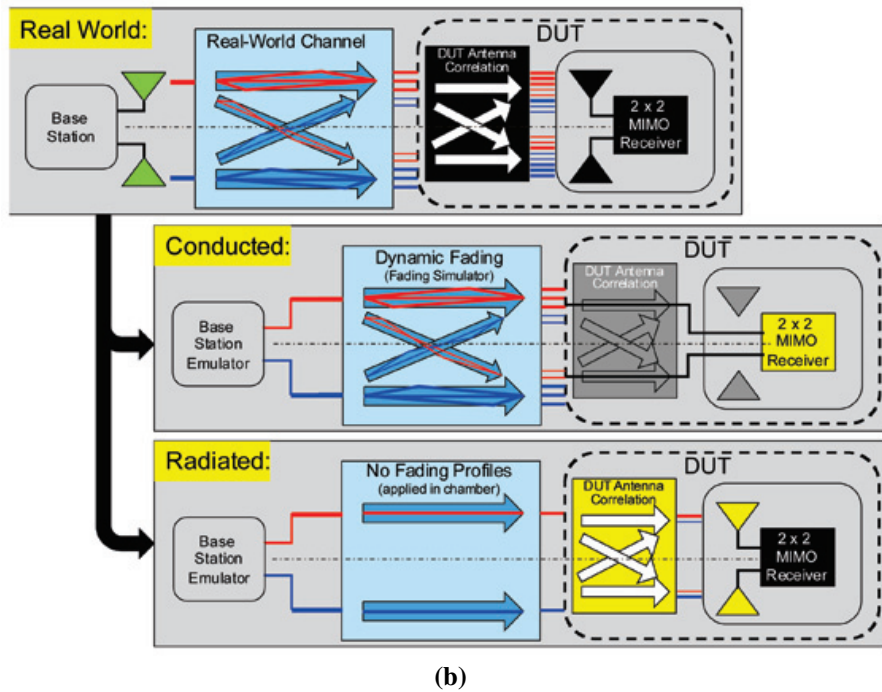 Real World:
Real-World Channel
DUT
DUT Antenna
Correlation
Base
Station
2 x 2
MIMO
Receiver
Conducted:
Dynamic Fading
(Fading Simulator)
DUT
DUT Antenna
Correlation
Base
Station
Emulator
2 x 2
MIMO
Receiver
Radiated:
No Fading Profiles
(applied in chamber)
DUT
DUT Antenna
Correlation
Base
Station
Emulator
2 x 2
MIMO
Receiver
(b)